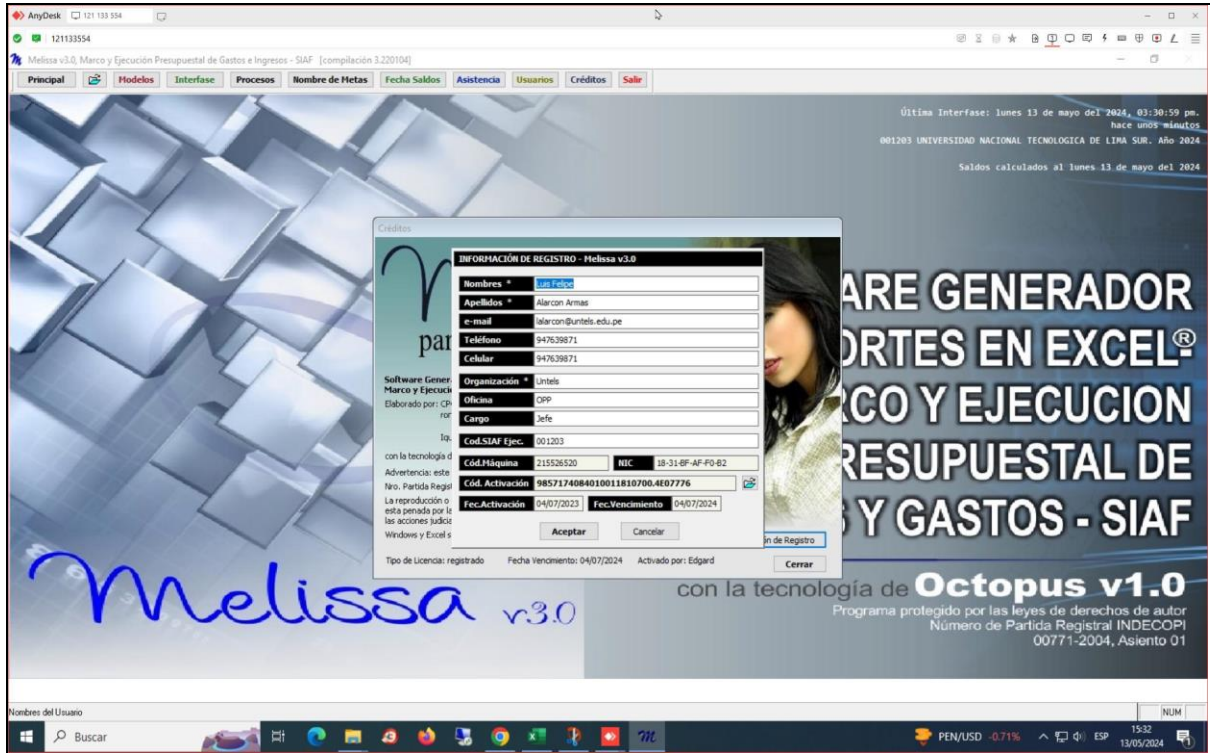 AnyDesk 121 133 554
121133554
Melissa v3.0, Marco y Ejecución Presupuestal de Gastos e Ingresos - SIAF [compilación 3.220104]
Principal Modelos Interfase Procesos Nombre de Metas Fecha Saldos Asistencia Usuarios Créditos Salir
Última Interfase: lunes 13 de mayo del 2024, 03:30:59 pm.
hace unos minutos
001203 UNIVERSIDAD NACIONAL TECNOLOGICA DE LIMA SUR. Año 2024
Saldos calculados al lunes 13 de mayo del 2024
Créditos
INFORMACIÓN DE REGISTRO - Melissa v3.0
Nombres * Luis Felipe
Apellidos * Alarcon Armas
e-mail lalarcon@untels.edu.pe
Teléfono 947639871
Celular 947639871
Organización * Untels
Oficina OPP
Cargo Jefe
Cod.SIAF Ejec. 001203
Cód.Máquina 215526520 NIC 18-31-BF-AF-F0-B2
Cód. Activación 9857174084010011810700.4E07776
Fec.Activación 04/07/2023 Fec.Vencimiento 04/07/2024
Aceptar Cancelar
par
Software Gener
Marco y Ejecuci
Elaborado por: CP
ror
Iq
con la tecnología d
Advertencia: este
Nro. Partida Regist
La reproducción o
esta penada por la
las acciones judicia
Windows y Excel s
ón de Registro
Tipo de Licencia: registrado Fecha Vencimiento: 04/07/2024 Activado por: Edgard
Cerrar
ARE GENERADOR
ORTES EN EXCEL®
RCO Y EJECUCION
RESUPUESTAL DE
S Y GASTOS - SIAF
Melissa v3.0
con la tecnología de Octopus v1.0
Programa protegido por las leyes de derechos de autor
Número de Partida Registral INDECOPI
00771-2004, Asiento 01
Nombres del Usuario
NUM
Buscar
PEN/USD -0.71% ESP
15:32
13/05/2024